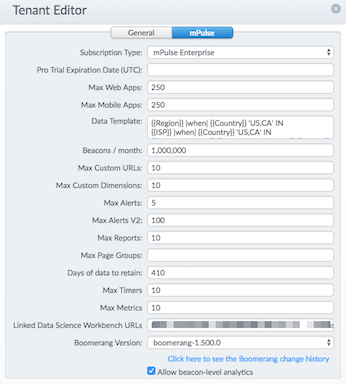 Tenant Editor
General mPulse
Subscription Type: mPulse Enterprise
Pro Trial Expiration Date (UTC):
Max Web Apps: 250
Max Mobile Apps: 250
Data Template: {{Region}} |when| {{Country}} 'US,CA' IN
{{ISP}} |when| {{Country}} 'US,CA' IN
Beacons / month: 1,000,000
Max Custom URLs: 10
Max Custom Dimensions: 10
Max Alerts: 5
Max Alerts V2: 100
Max Reports: 10
Max Page Groups:
Days of data to retain: 410
Max Timers 10
Max Metrics 10
Linked Data Science Workbench URLs
Boomerang Version: boomerang-1.500.0
Click here to see the Boomerang change history
Allow beacon-level analytics